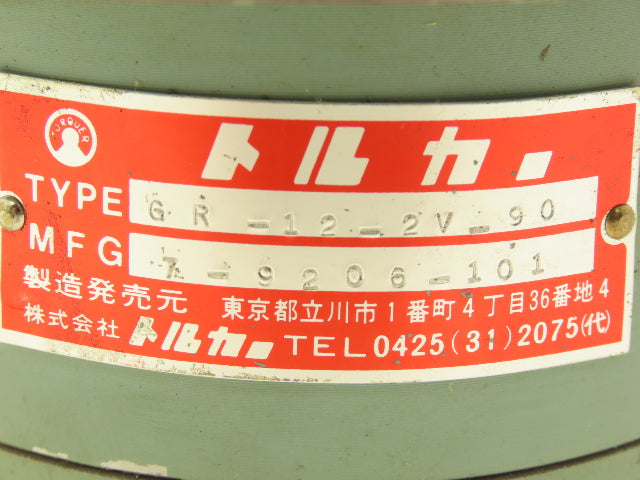 TORQUER
トルカー
TYPE GR-12-2V-90
MFG 7-9206-101
製造発売元 東京都立川市1番町4丁目36番地4
株式会社 トルカー TEL 0425(31)2075(代)